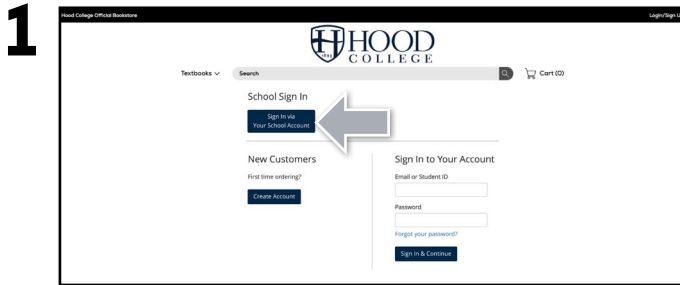 1
Hood College Official Bookstore
Login/Sign U
HOOD
1893 COLLEGE
Textbooks
Search
Cart (0)
School Sign In
Sign In via
Your School Account
New Customers
Sign In to Your Account
First time ordering?
Email or Student ID
Create Account
Password
Forgot your password?
Sign In & Continue